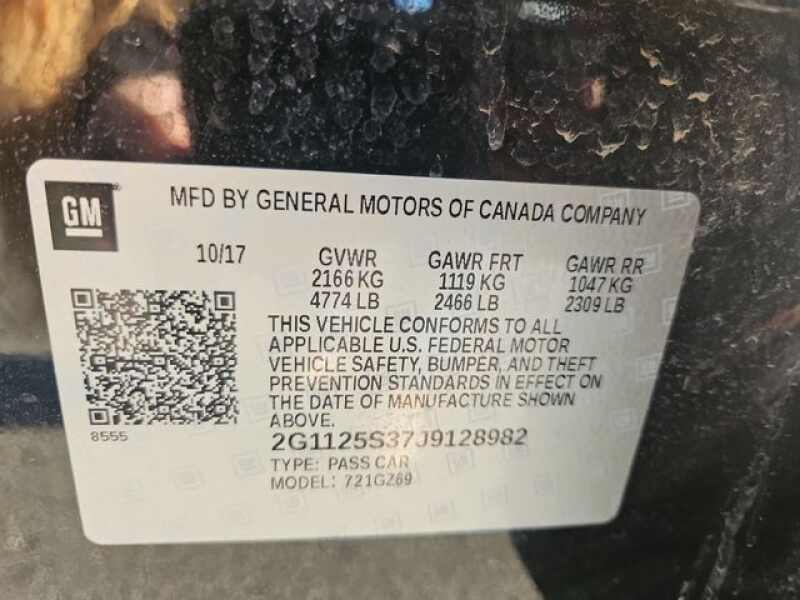 GM
MFD BY GENERAL MOTORS OF CANADA COMPANY
10/17
GVWR
2166 KG
4774 LB
GAWR FRT
1119 KG
2466 LB
GAWR RR
1047 KG
2309 LB
THIS VEHICLE CONFORMS TO ALL
APPLICABLE U.S. FEDERAL MOTOR
VEHICLE SAFETY, BUMPER, AND THEFT
PREVENTION STANDARDS IN EFFECT ON
THE DATE OF MANUFACTURE SHOWN
ABOVE.
8555
2G1125S37J9128982
TYPE: PASS CAR
MODEL: 721GZ69